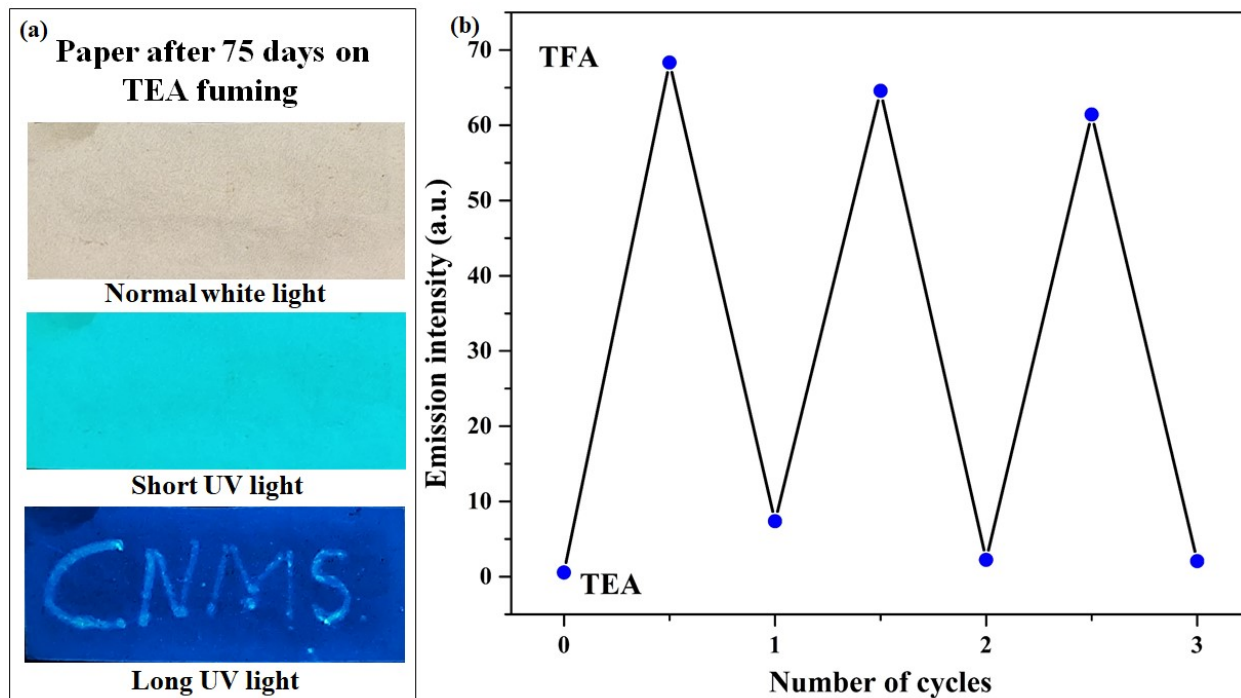 (a)
Paper after 75 days on
TEA fuming
Normal white light
Short UV light
CNMS
Long UV light
(b)
70
60
50
40
30
20
10
0
Emission intensity (a.u.)
TFA
TEA
0 1 2 3
Number of cycles